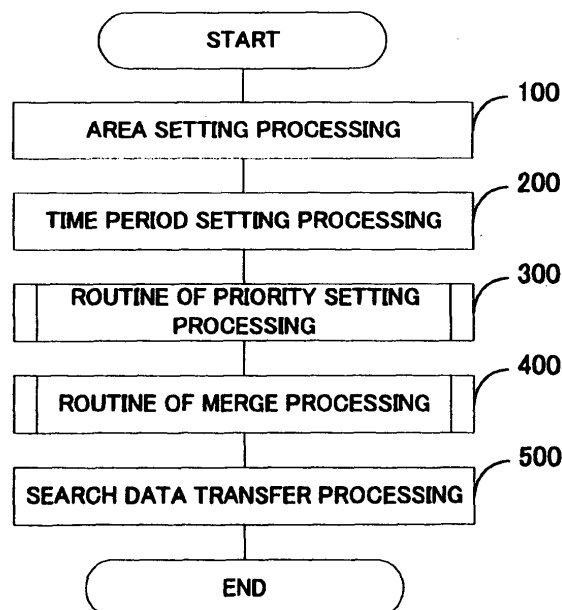 START
100
AREA SETTING PROCESSING
200
TIME PERIOD SETTING PROCESSING
300
ROUTINE OF PRIORITY SETTING
PROCESSING
400
ROUTINE OF MERGE PROCESSING
500
SEARCH DATA TRANSFER PROCESSING
END